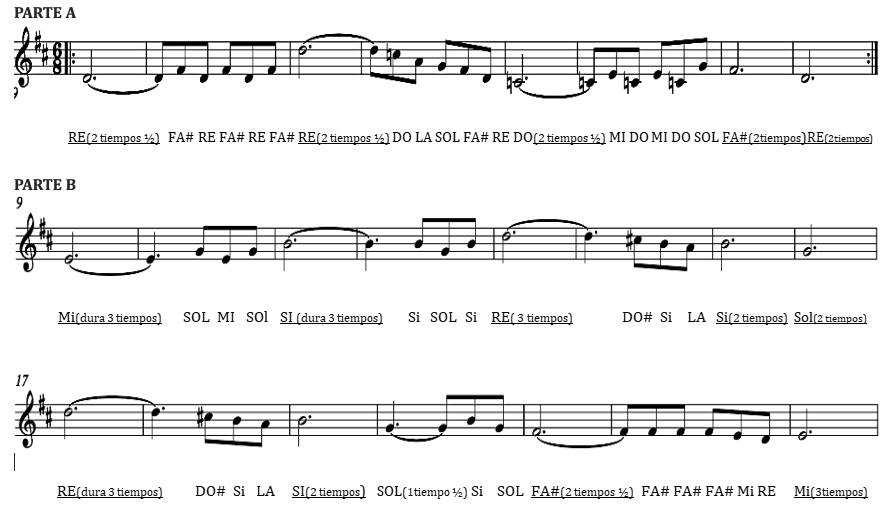 PARTE A
6
8
9
RE(2 tiempos ½) FA# RE FA# RE FA# RE(2 tiempos ½) DO LA SOL FA# RE DO(2 tiempos ½) MI DO MI DO SOL FA#(2tiempos)RE(2tiempos)
PARTE B
9
Mi(dura 3 tiempos) SOL MI SOl SI (dura 3 tiempos) Si SOL Si RE( 3 tiempos) DO# Si LA Si(2 tiempos) Sol(2 tiempos)
17
RE(dura 3 tiempos) DO# Si LA SI(2 tiempos) SOL(1tiempo ½) Si SOL FA#(2 tiempos ½) FA# FA# FA# Mi RE Mi(3tiempos)